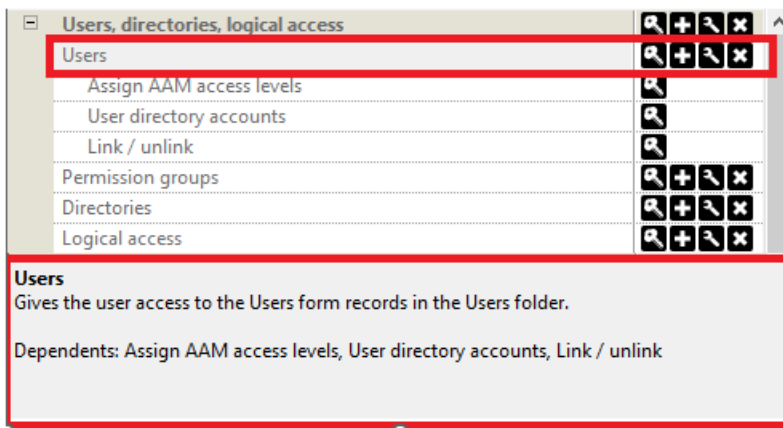 Users, directories, logical access
Users
Assign AAM access levels
User directory accounts
Link / unlink
Permission groups
Directories
Logical access
Users
Gives the user access to the Users form records in the Users folder.
Dependents: Assign AAM access levels, User directory accounts, Link / unlink